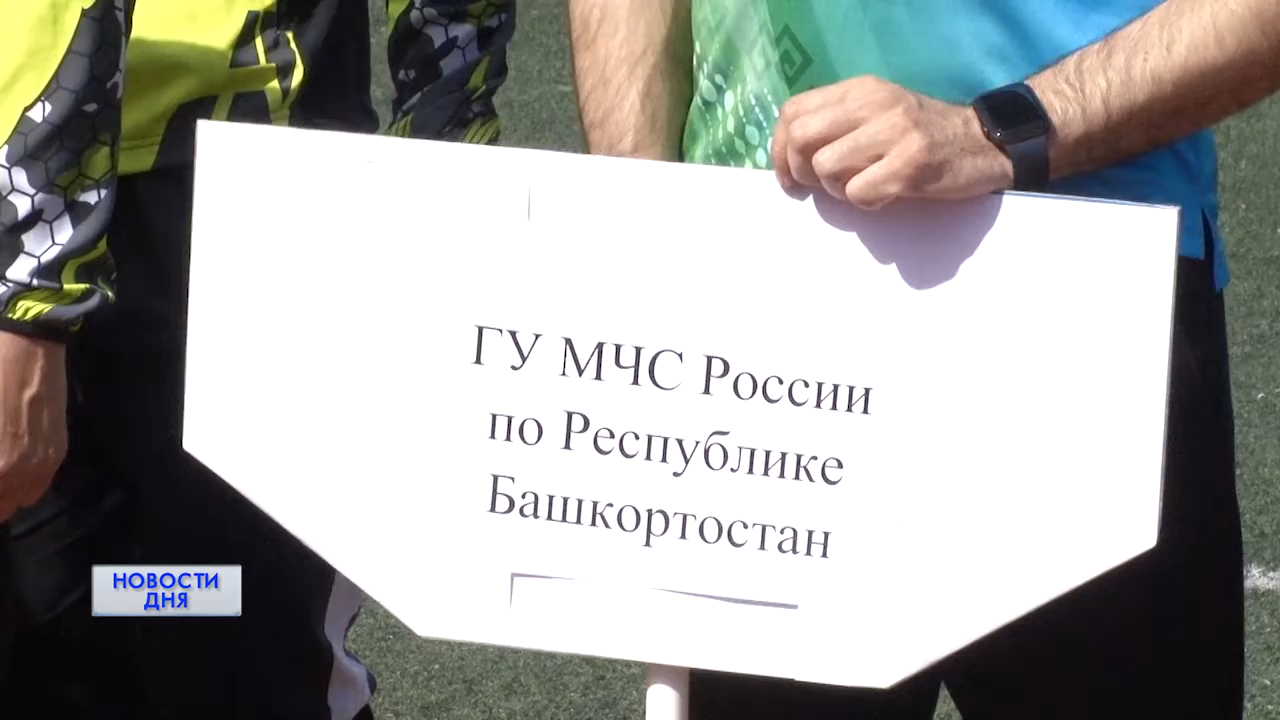 ГУ МЧС России
по Республике
Башкортостан
НОВОСТИ
ДНЯ